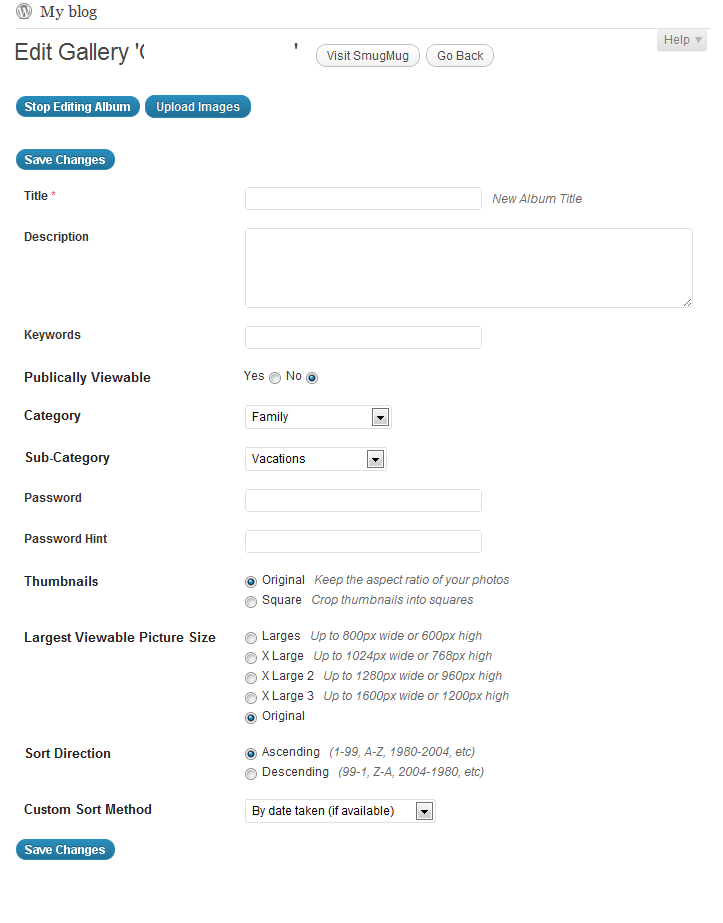 My blog
Help
Edit Gallery ' ' Visit SmugMug Go Back
Stop Editing Album Upload Images
Save Changes
Title * New Album Title
Description
Keywords
Publically Viewable Yes No
Category Family
Sub-Category Vacations
Password
Password Hint
Thumbnails Original Keep the aspect ratio of your photos
Square Crop thumbnails into squares
Largest Viewable Picture Size Larges Up to 800px wide or 600px high
X Large Up to 1024px wide or 768px high
X Large 2 Up to 1280px wide or 960px high
X Large 3 Up to 1600px wide or 1200px high
Original
Sort Direction Ascending (1-99, A-Z, 1980-2004, etc)
Descending (99-1, Z-A, 2004-1980, etc)
Custom Sort Method By date taken (if available)
Save Changes